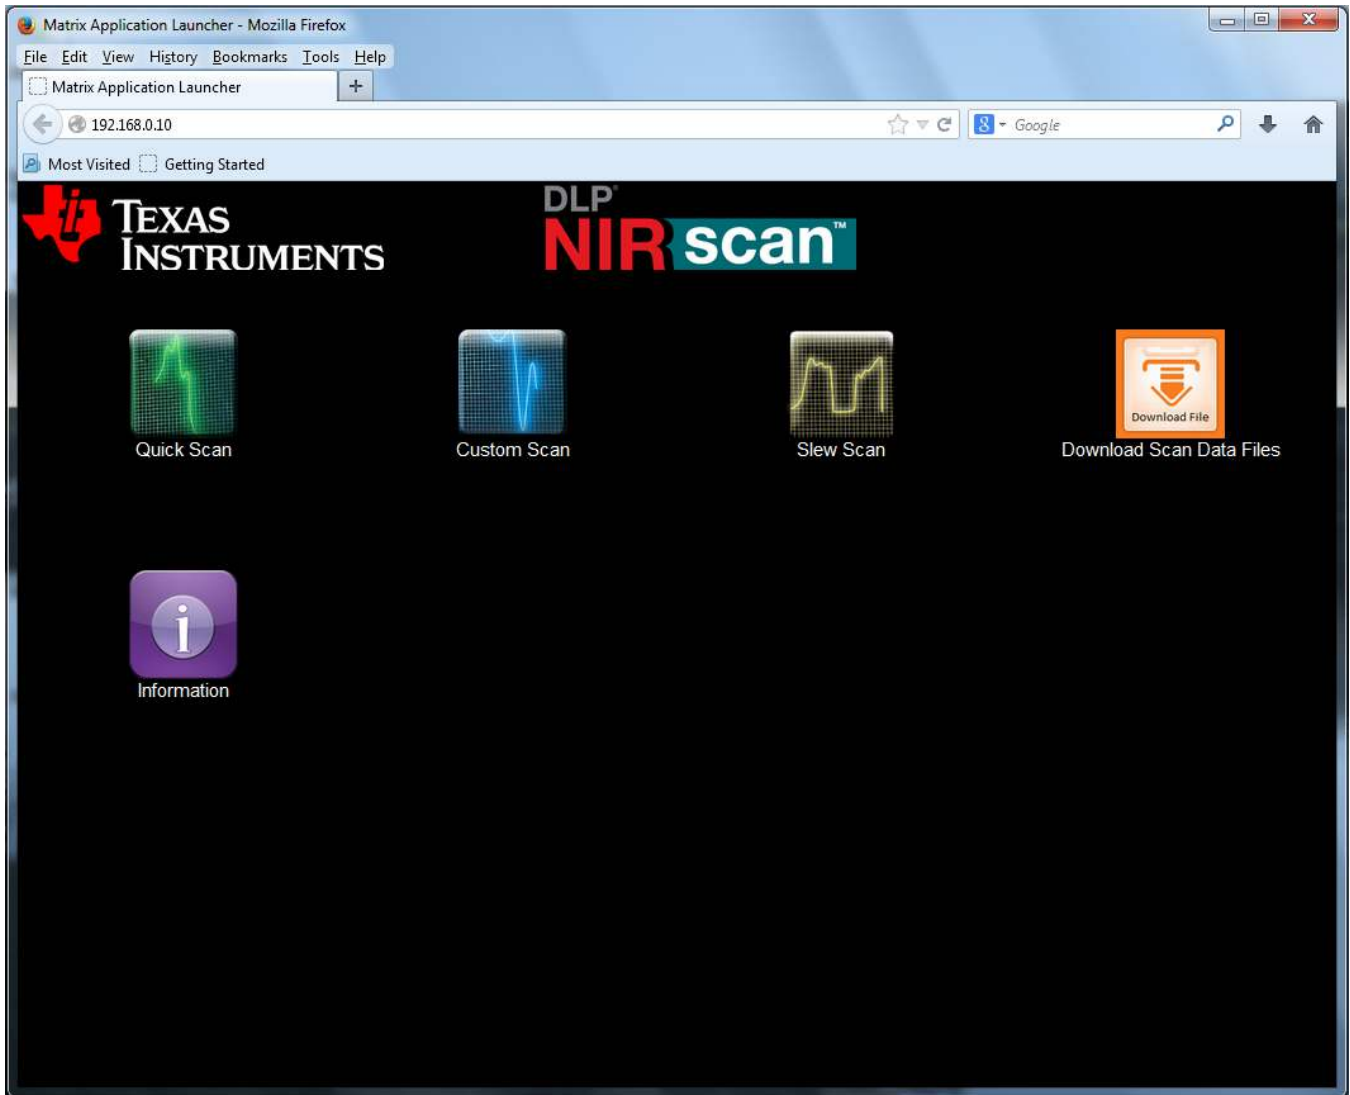 Matrix Application Launcher - Mozilla Firefox
File Edit View History Bookmarks Tools Help
Matrix Application Launcher +
192.168.0.10 8 Google
Most Visited Getting Started
TEXAS INSTRUMENTS
DLP®
NIRscan™
Download File
Quick Scan Custom Scan Slew Scan Download Scan Data Files
i
Information